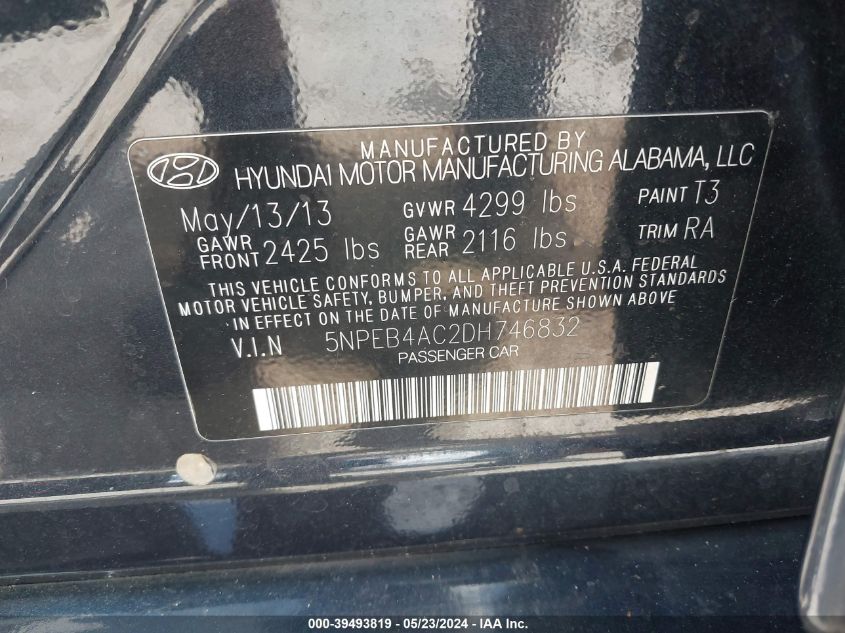 MANUFACTURED BY
HYUNDAI MOTOR MANUFACTURING ALABAMA, LLC
May/13/13 GVWR 4299 lbs PAINT T3
GAWR FRONT 2425 lbs GAWR REAR 2116 lbs TRIM RA
THIS VEHICLE CONFORMS TO ALL APPLICABLE U.S.A. FEDERAL
MOTOR VEHICLE SAFETY, BUMPER, AND THEFT PREVENTION STANDARDS
IN EFFECT ON THE DATE OF MANUFACTURE SHOWN ABOVE
V.I.N 5NPEB4AC2DH746832
PASSENGER CAR
000-39493819 - 05/23/2024 - IAA Inc.